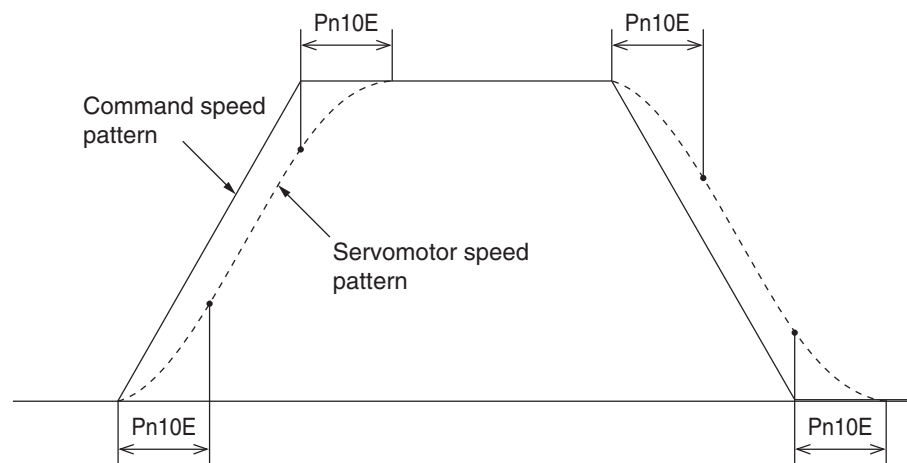 Pn10E
Pn10E
Command speed
pattern
Servomotor speed
pattern
Pn10E
Pn10E